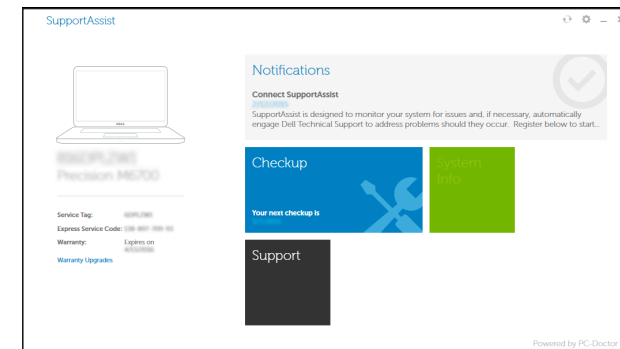 SupportAssist
DELL
Precision M6700
Service Tag:
Express Service Code:
Warranty: Expires on
Warranty Upgrades
Notifications
Connect SupportAssist
SupportAssist is designed to monitor your system for issues and, if necessary, automatically
engage Dell Technical Support to address problems should they occur. Register below to start...
Checkup
Your next checkup is
System
Info
Support
Powered by PC-Doctor